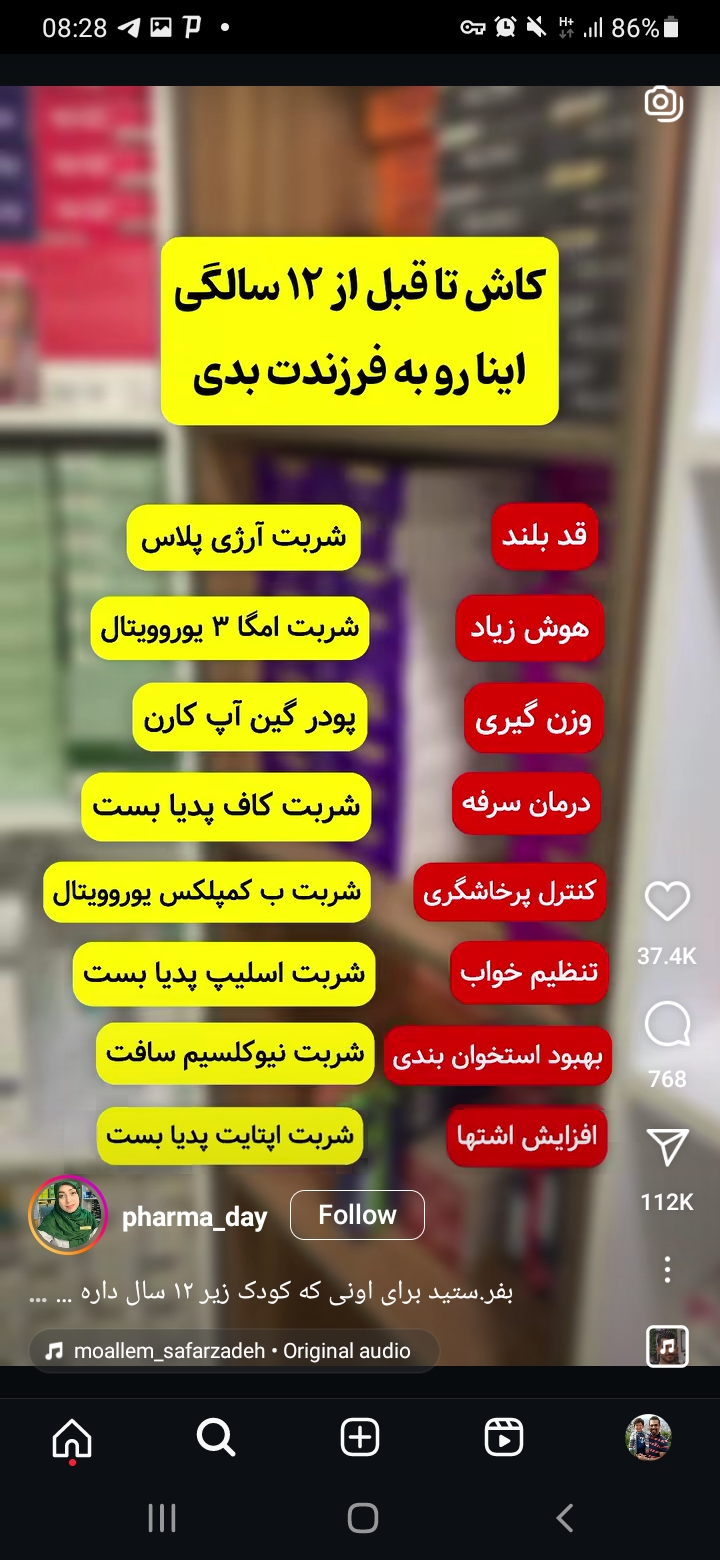 08:28
H+
86%
کاش تا قبل از ۱۲ سالگی
اینا رو به فرزندت بدی
قد بلند
شربت آرژی پلاس
هوش زیاد
شربت امگا ۳ یوروویتال
وزن گیری
پودر گین آپ کارن
درمان سرفه
شربت کاف پدیا بست
کنترل پرخاشگری
شربت ب کمپلکس یوروویتال
تنظیم خواب
شربت اسلیپ پدیا بست
بهبود استخوان بندی
شربت نیوکلسیم سافت
افزایش اشتها
شربت اپتایت پدیا بست
37.4K
768
112K
pharma_day
Follow
بفر.ستید برای اونی که کودک زیر ۱۲ سال داره ... ...
moallem_safarzadeh • Original audio